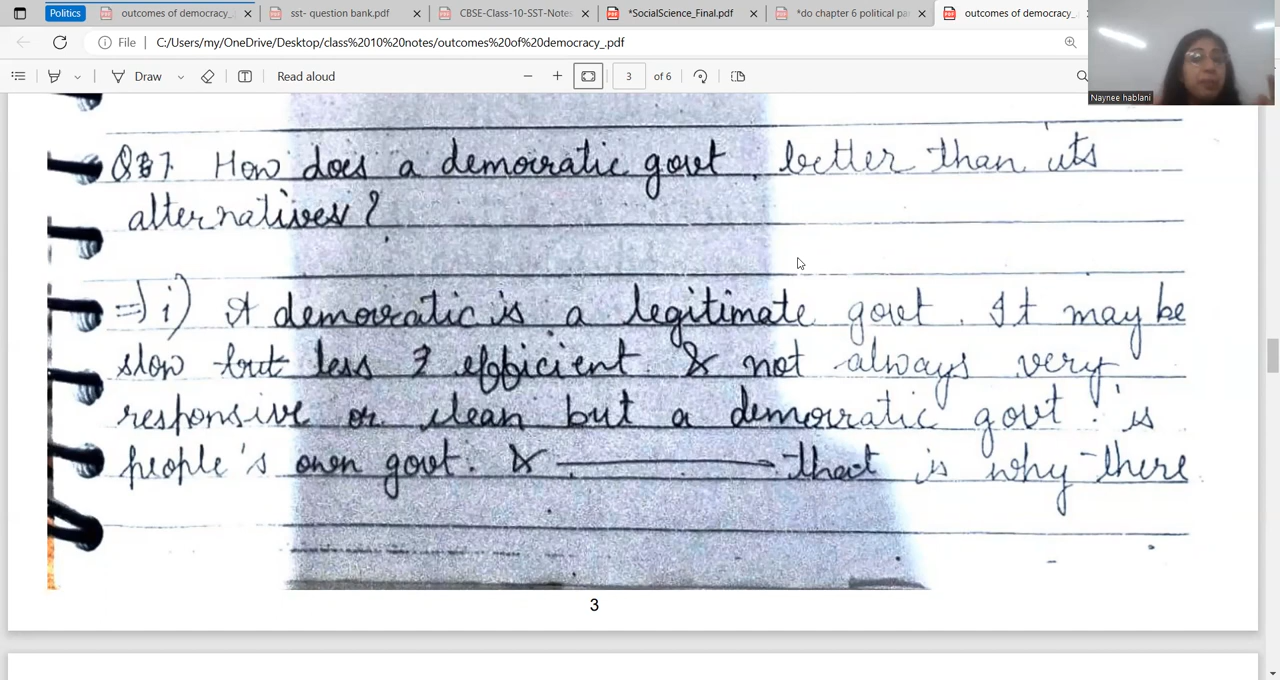 Politics
outcomes of democracy_
sst- question bank.pdf
CBSE-Class-10-SST-Notes
*SocialScience_Final.pdf
*do chapter 6 political pa
outcomes of democracy_
File
C:/Users/my/OneDrive/Desktop/class%2010%20notes/outcomes%20of%20democracy_.pdf
Draw
Read aloud
3 of 6
Naynee hablani
How does a democratic govt better than its
alternatives?
=> i) A democratic is a legitimate govt. It may be
slow but less efficient & not always very
responsive or clean but a democratic govt. is
people's own govt. & that is why there
3